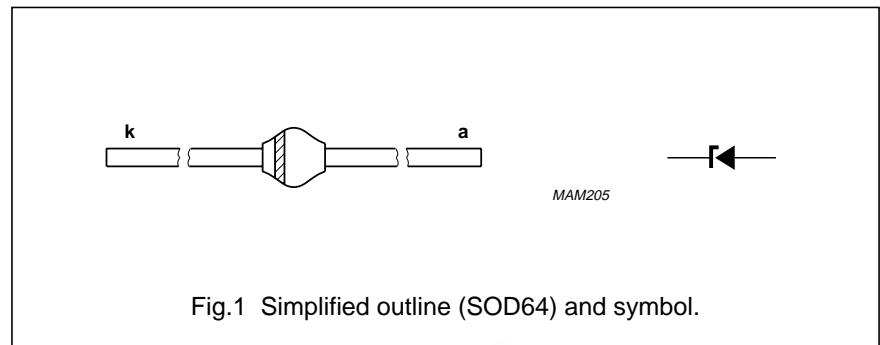 k a
MAM205
Fig.1 Simplified outline (SOD64) and symbol.